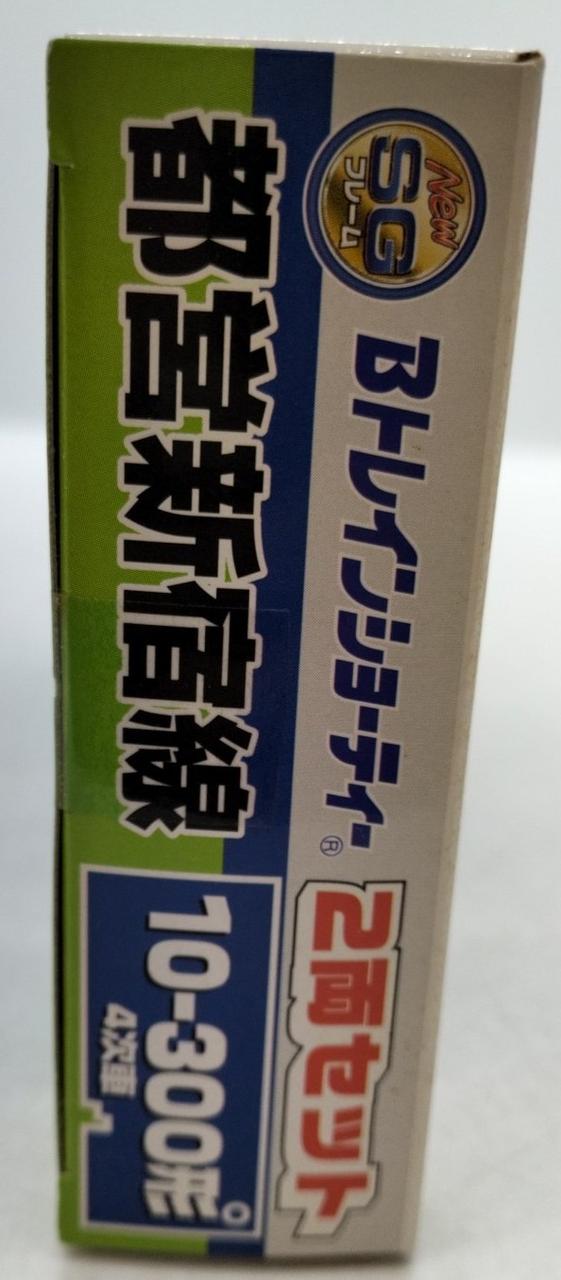 New
SG
フレーム
Bトレインショーティー®
2両セット
都営新宿線
10-300形
4次車